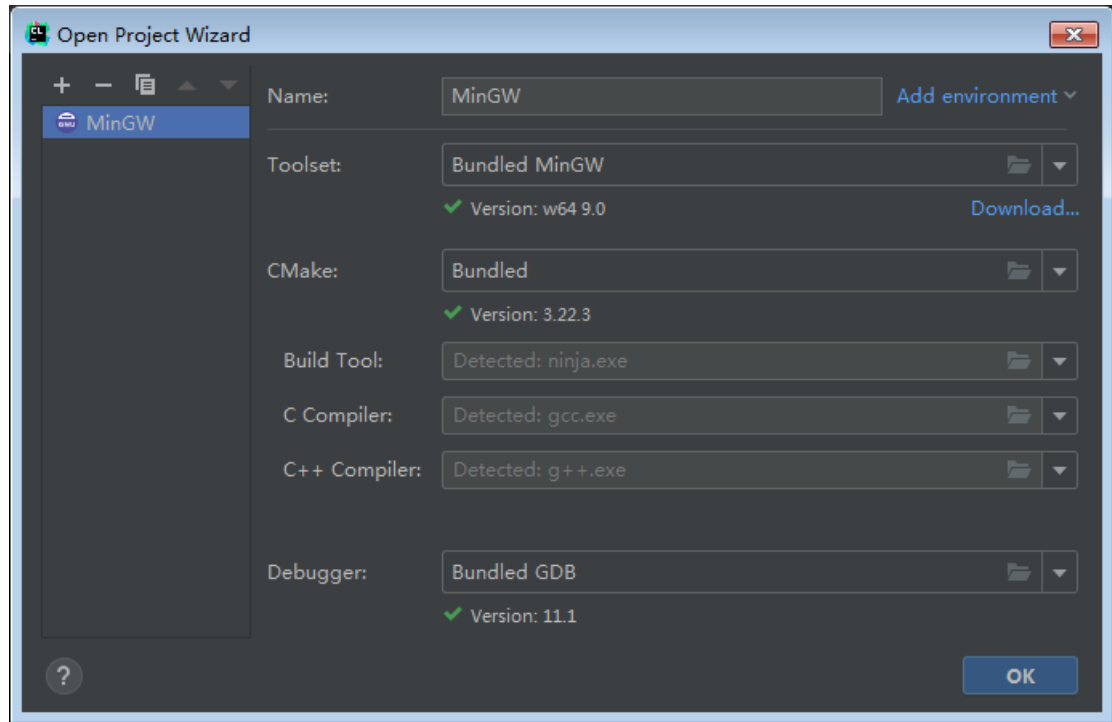 Open Project Wizard
MinGW
Name: MinGW Add environment
Toolset: Bundled MinGW
Version: w64 9.0 Download...
CMake: Bundled
Version: 3.22.3
Build Tool: Detected: ninja.exe
C Compiler: Detected: gcc.exe
C++ Compiler: Detected: g++.exe
Debugger: Bundled GDB
Version: 11.1
? OK